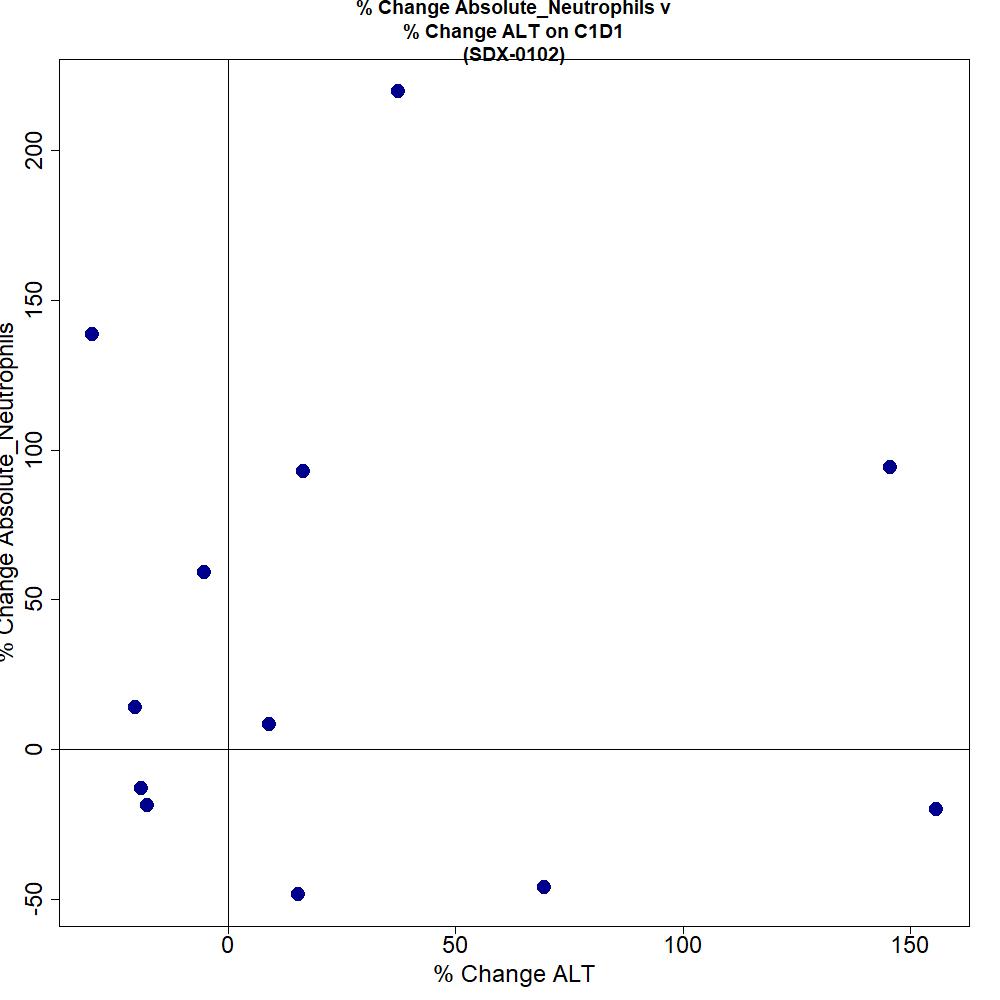 % Change Absolute_Neutrophils v
% Change ALT on C1D1
(SDX-0102)
% Change Absolute_Neutrophils
200
150
100
50
0
-50
0
50
100
150
% Change ALT